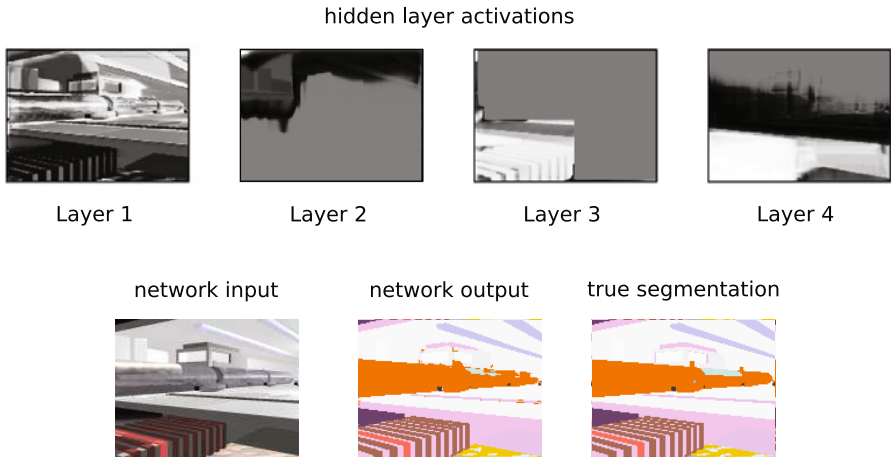 hidden layer activations
Layer 1
Layer 2
Layer 3
Layer 4
network input
network output
true segmentation